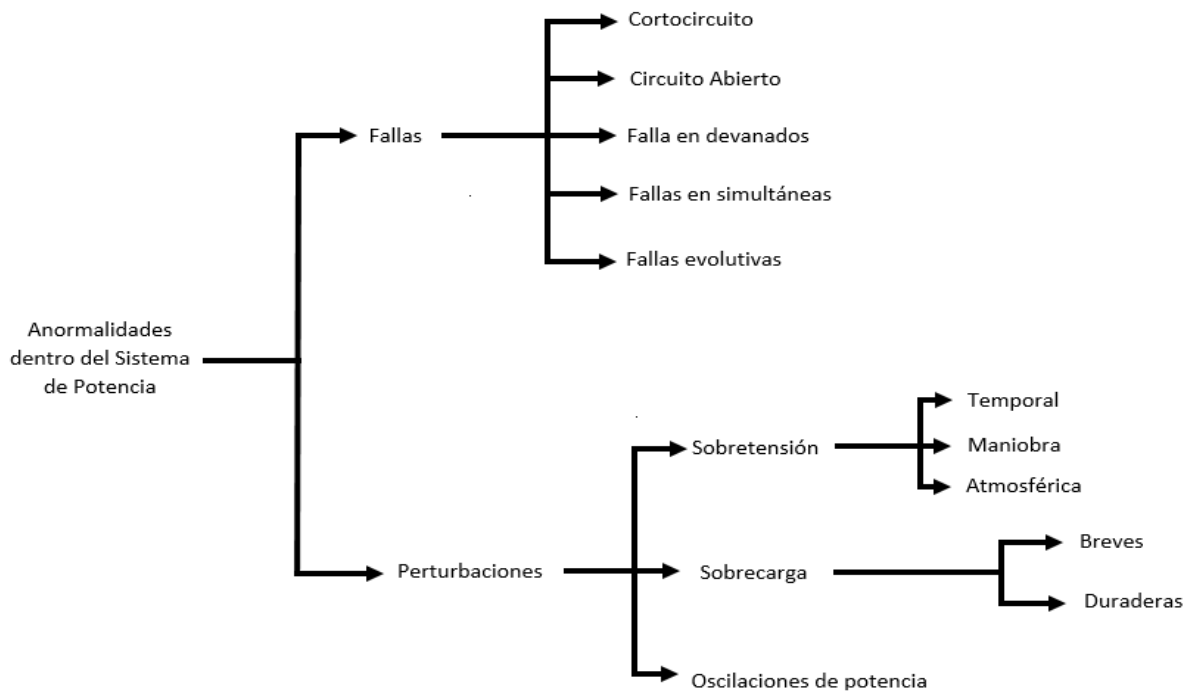 Cortocircuito
Circuito Abierto
Fallas
Falla en devanados
Fallas en simultáneas
Fallas evolutivas
Anormalidades
dentro del Sistema
de Potencia
Temporal
Sobretensión
Maniobra
Atmosférica
Breves
Perturbaciones
Sobrecarga
Duraderas
Oscilaciones de potencia